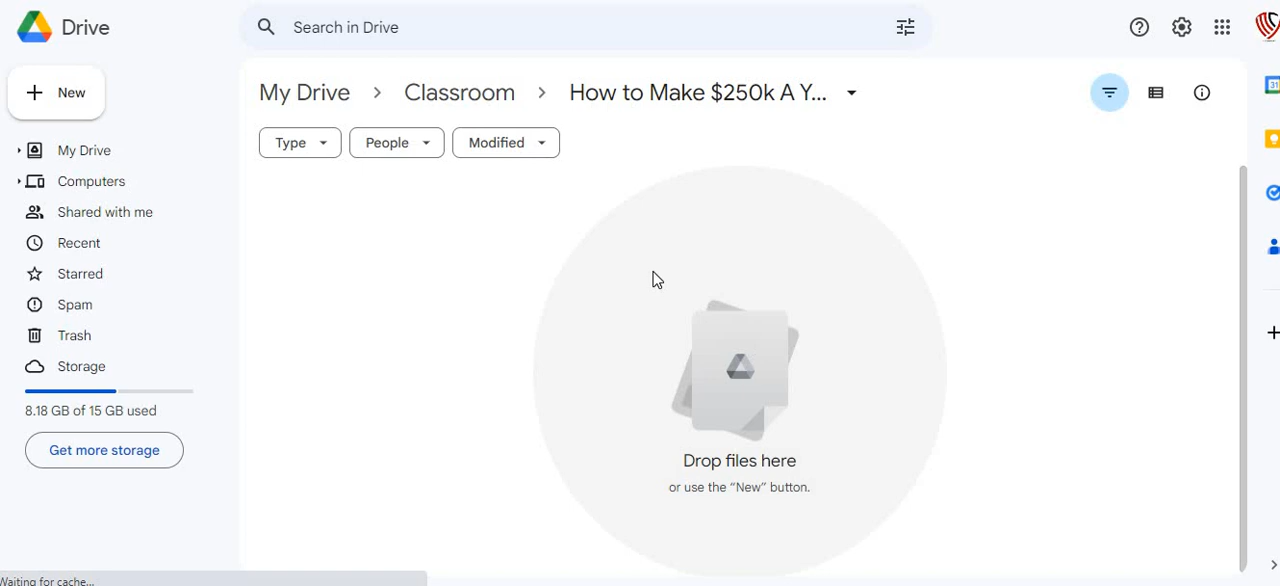 Drive
Search in Drive
New
My Drive
Classroom
How to Make $250k A Y...
Type
People
Modified
My Drive
Computers
Shared with me
Recent
Starred
Spam
Trash
Storage
8.18 GB of 15 GB used
Get more storage
31
Drop files here
or use the “New” button.
Waiting for cache...